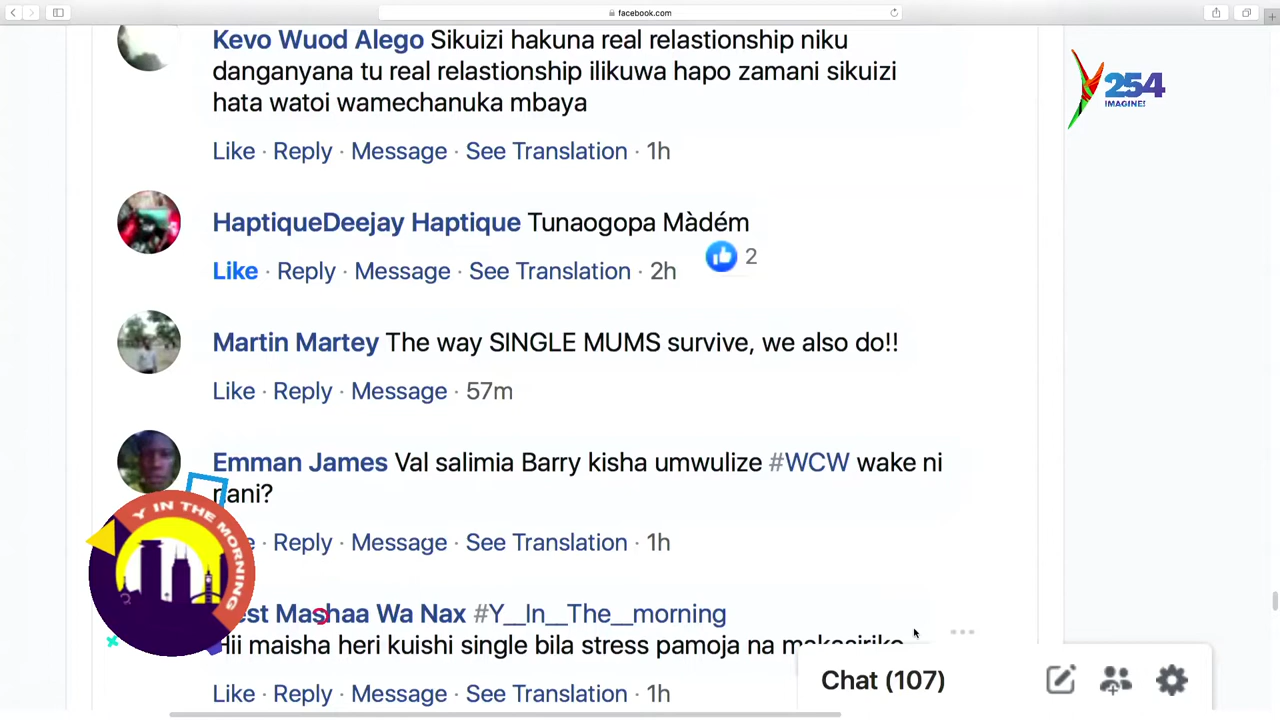 facebook.com
Kevo Wuod Alego Sikuizi hakuna real relastionship niku
danganyana tu real relastionship ilikuwa hapo zamani sikuizi
hata watoi wamechanuka mbaya
Like · Reply · Message · See Translation · 1h
254
IMAGINE!
HaptiqueDeejay Haptique Tunaogopa Màdém
2
Like · Reply · Message · See Translation · 2h
Martin Martey The way SINGLE MUMS survive, we also do!!
Like · Reply · Message · 57m
Emman James Val salimia Barry kisha umwulize #WCW wake ni
nani?
Reply · Message · See Translation · 1h
Y IN THE MORNING
Mashaa Wa Nax #Y__In__The__morning
Hii maisha heri kuishi single bila stress pamoja na makasiriko
Like · Reply · Message · See Translation · 1h
Chat (107)